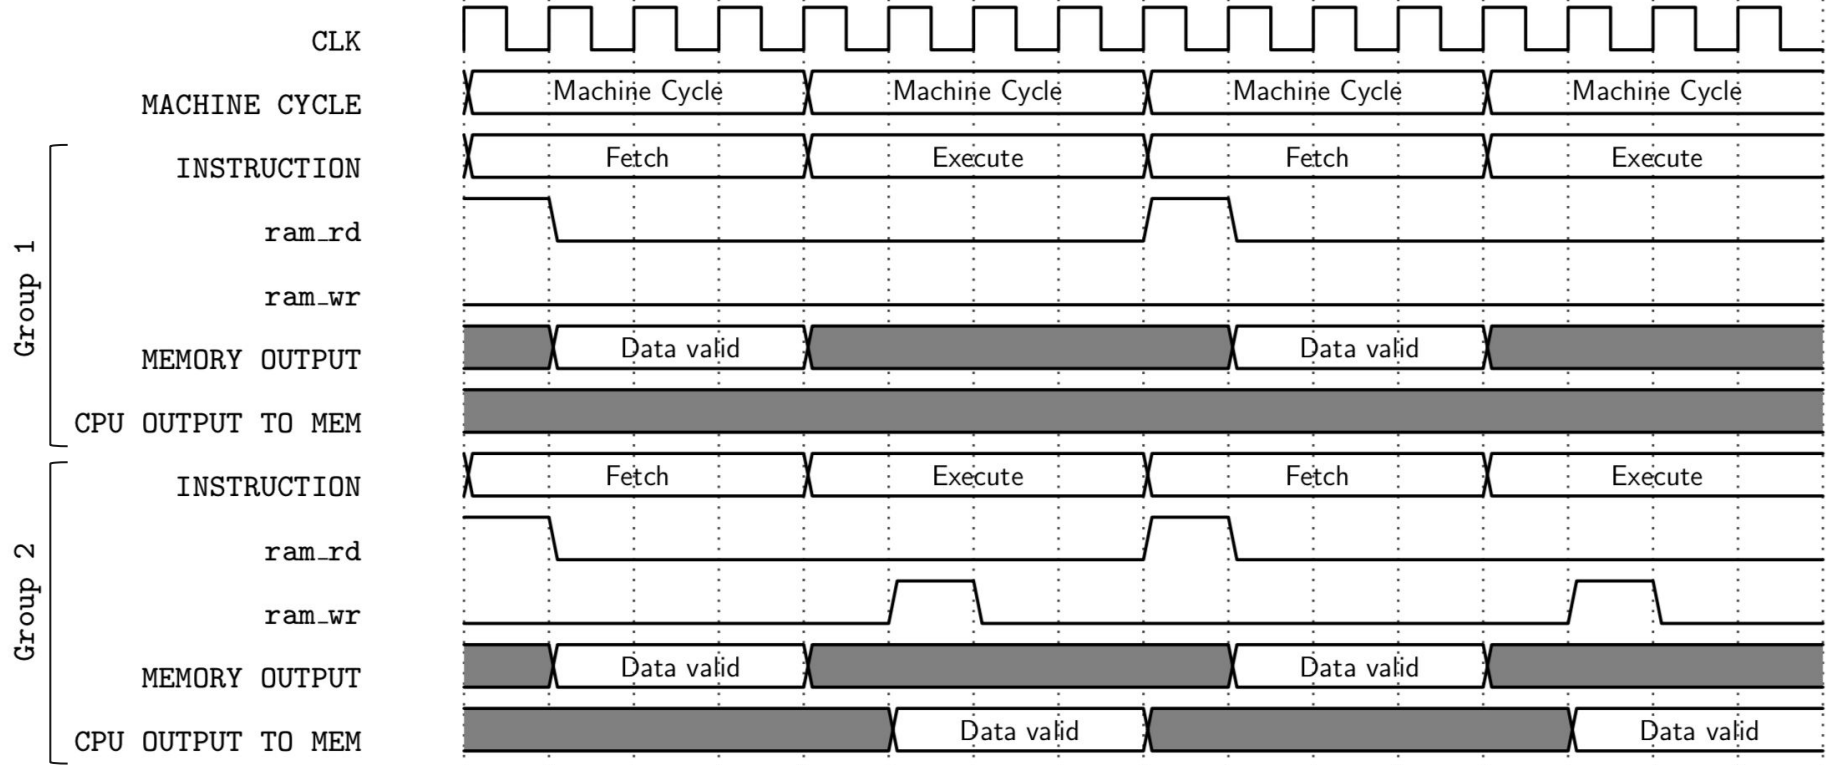 CLK
MACHINE CYCLE Machine Cycle Machine Cycle Machine Cycle Machine Cycle
Group 1
INSTRUCTION Fetch Execute Fetch Execute
ram_rd
ram_wr
MEMORY OUTPUT Data valid Data valid
CPU OUTPUT TO MEM
Group 2
INSTRUCTION Fetch Execute Fetch Execute
ram_rd
ram_wr
MEMORY OUTPUT Data valid Data valid
CPU OUTPUT TO MEM Data valid Data valid